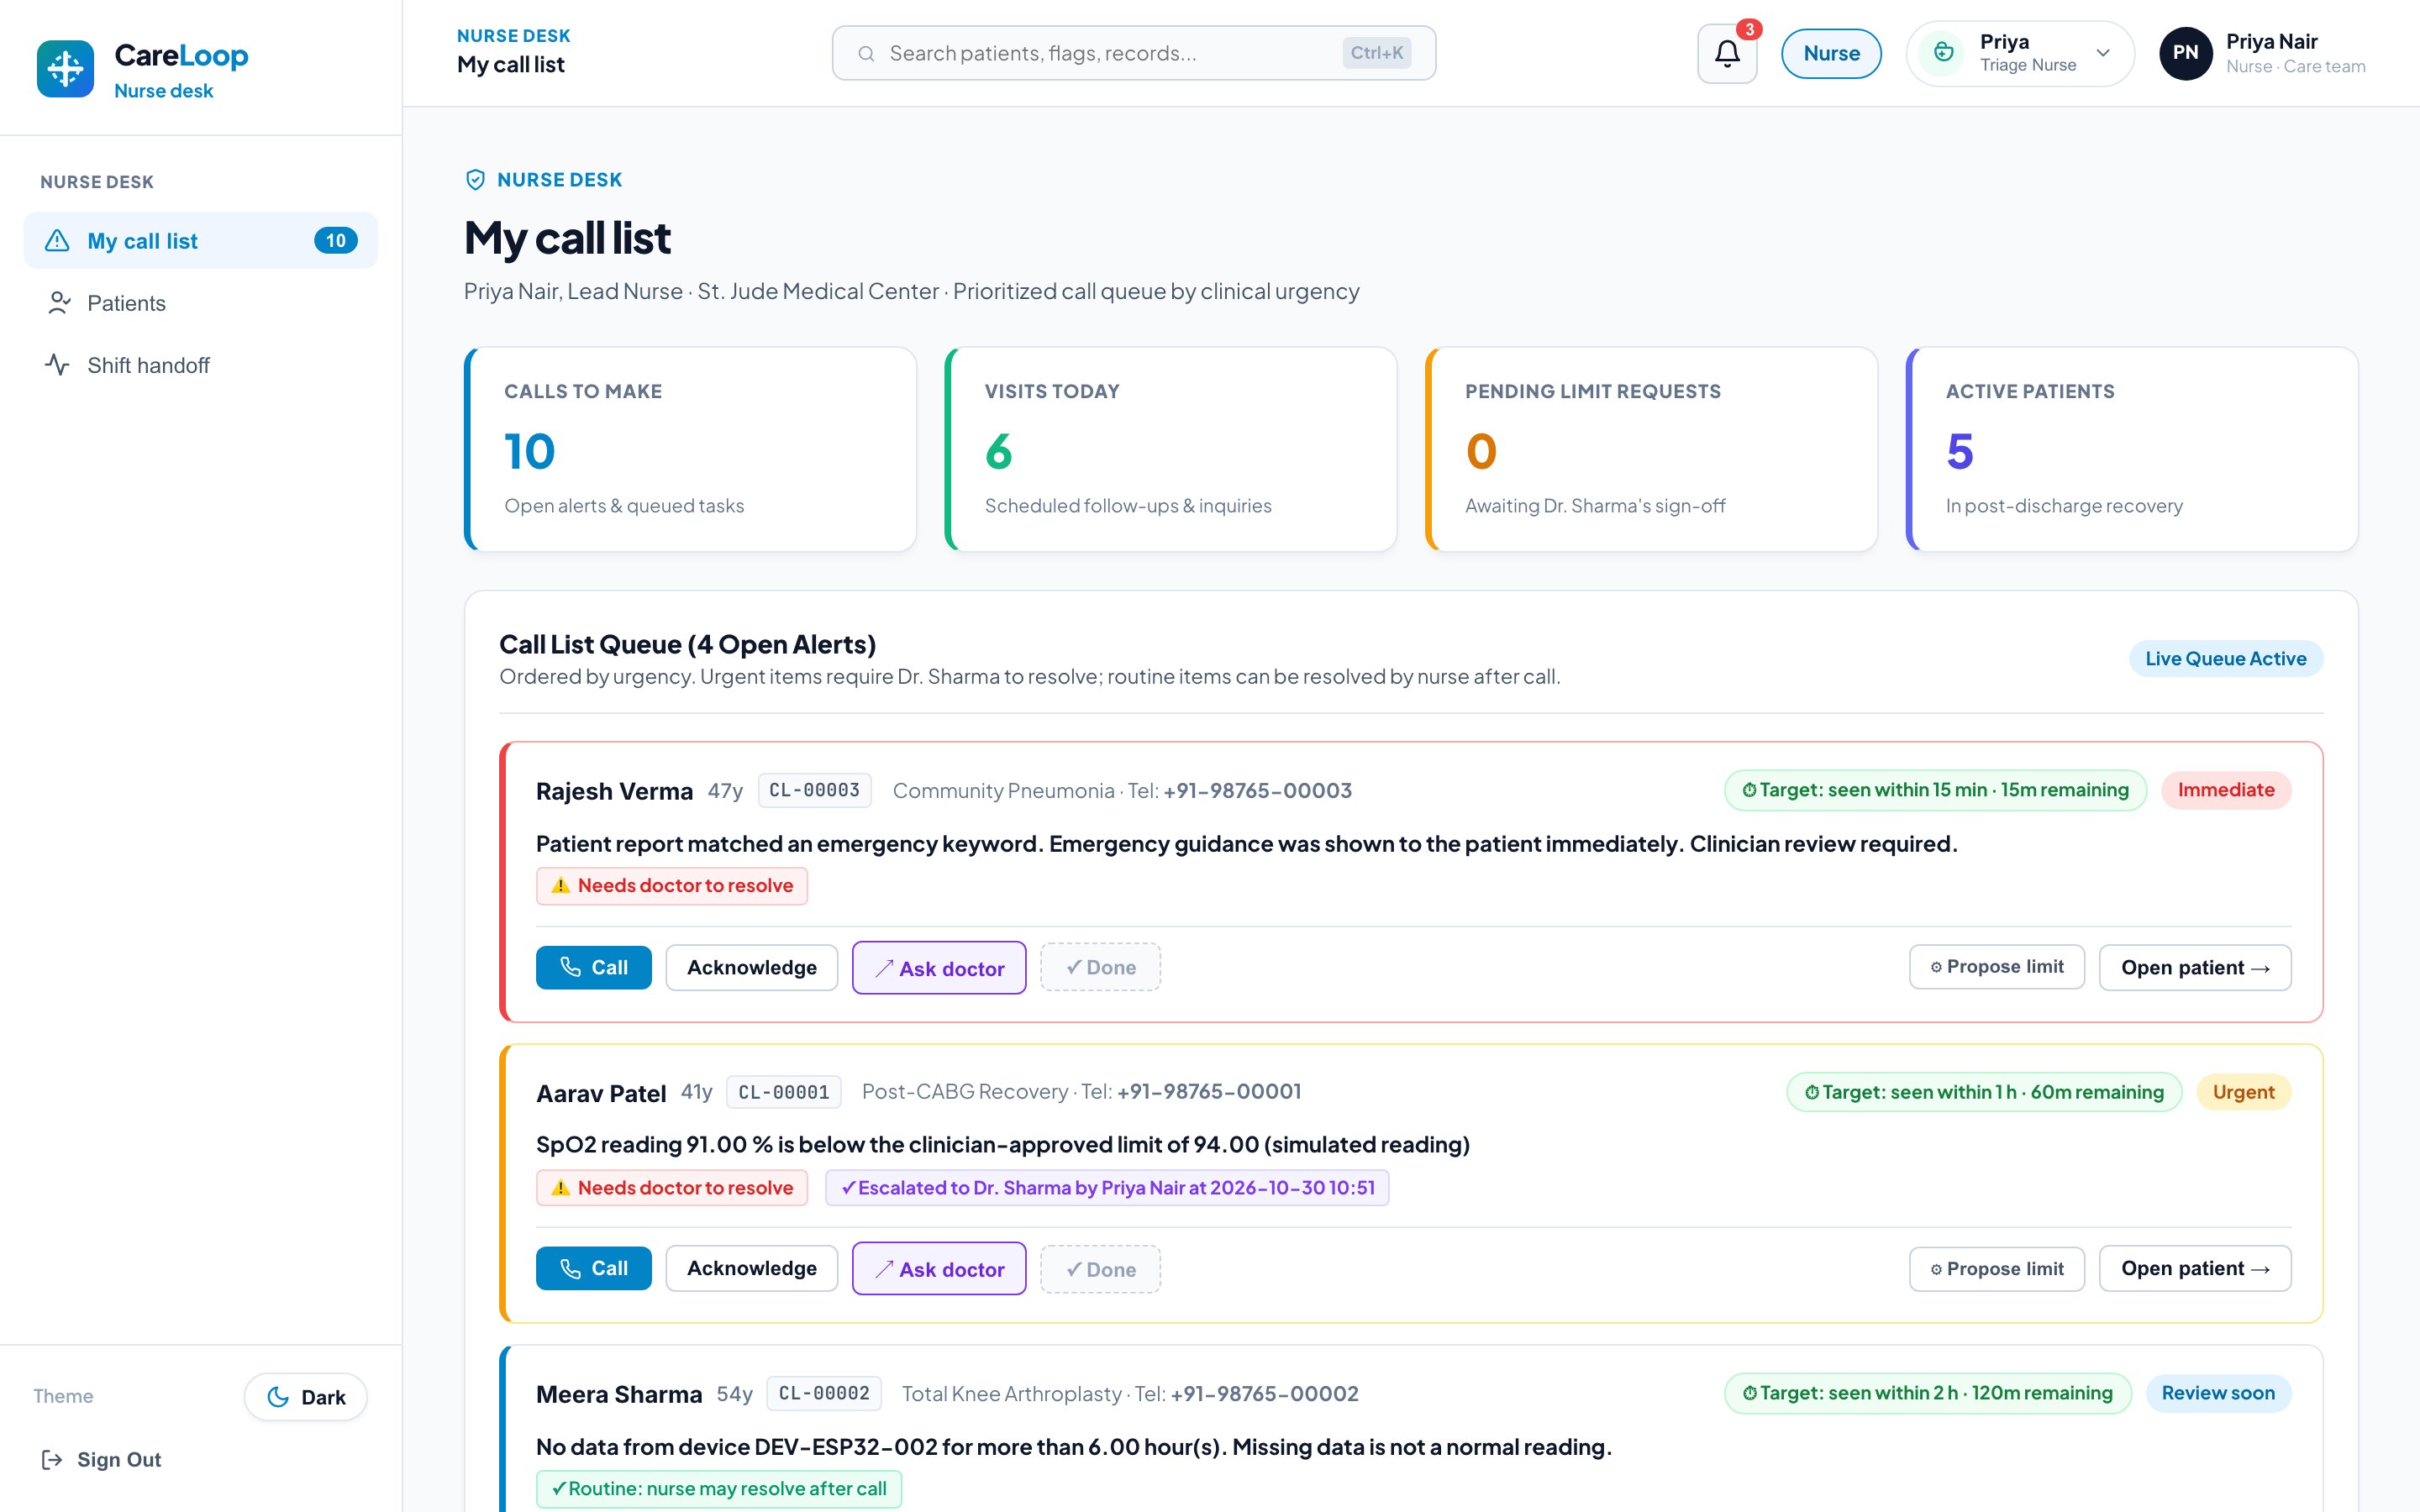 CareLoop
Nurse desk
NURSE DESK
My call list 10
Patients
Shift handoff
Theme Dark
Sign Out
NURSE DESK
My call list
Search patients, flags, records... Ctrl+K
3
Nurse
Priya
Triage Nurse
PN
Priya Nair
Nurse · Care team
NURSE DESK
My call list
Priya Nair, Lead Nurse · St. Jude Medical Center · Prioritized call queue by clinical urgency
CALLS TO MAKE
10
Open alerts & queued tasks
VISITS TODAY
6
Scheduled follow-ups & inquiries
PENDING LIMIT REQUESTS
0
Awaiting Dr. Sharma's sign-off
ACTIVE PATIENTS
5
In post-discharge recovery
Call List Queue (4 Open Alerts)
Ordered by urgency. Urgent items require Dr. Sharma to resolve; routine items can be resolved by nurse after call.
Live Queue Active
Rajesh Verma 47y CL-00003 Community Pneumonia · Tel: +91-98765-00003 ⏱ Target: seen within 15 min · 15m remaining Immediate
Patient report matched an emergency keyword. Emergency guidance was shown to the patient immediately. Clinician review required.
⚠️ Needs doctor to resolve
Call Acknowledge ↗ Ask doctor ✓ Done ⚙ Propose limit Open patient →
Aarav Patel 41y CL-00001 Post-CABG Recovery · Tel: +91-98765-00001 ⏱ Target: seen within 1 h · 60m remaining Urgent
SpO2 reading 91.00 % is below the clinician-approved limit of 94.00 (simulated reading)
⚠️ Needs doctor to resolve ✓ Escalated to Dr. Sharma by Priya Nair at 2026-10-30 10:51
Call Acknowledge ↗ Ask doctor ✓ Done ⚙ Propose limit Open patient →
Meera Sharma 54y CL-00002 Total Knee Arthroplasty · Tel: +91-98765-00002 ⏱ Target: seen within 2 h · 120m remaining Review soon
No data from device DEV-ESP32-002 for more than 6.00 hour(s). Missing data is not a normal reading.
✓ Routine: nurse may resolve after call